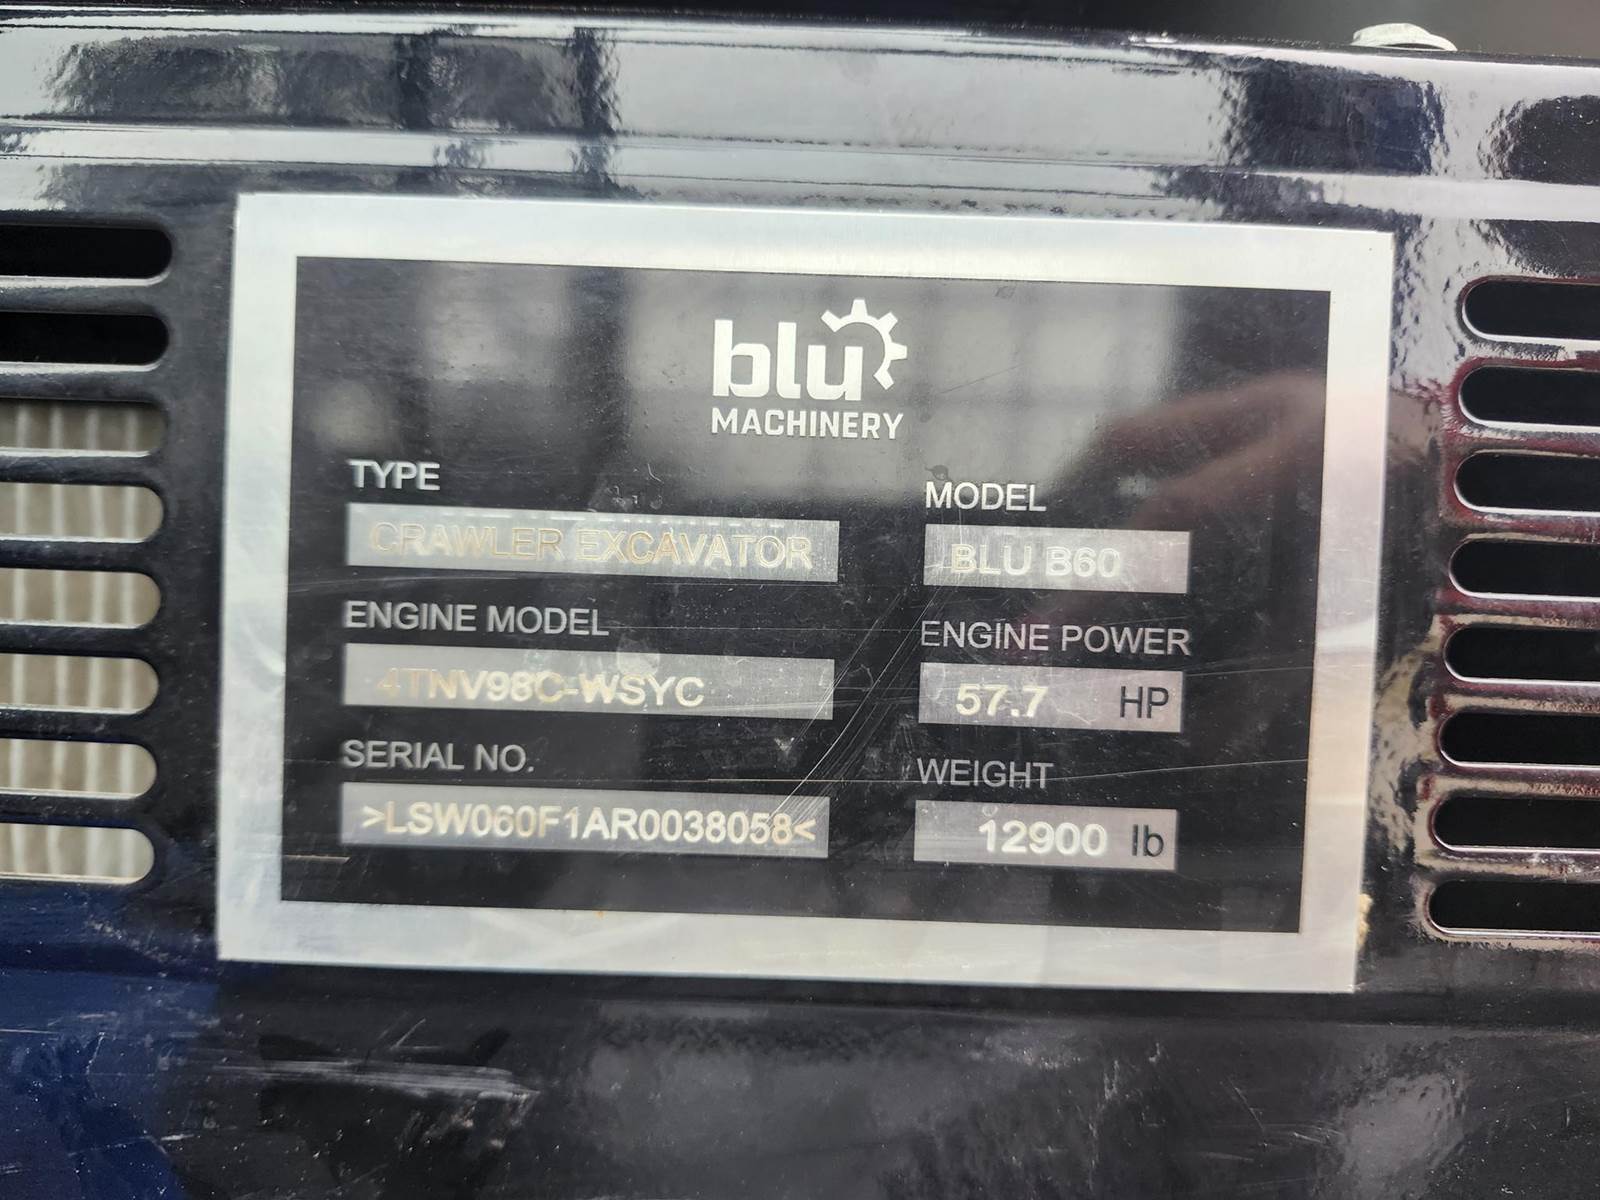 blu
MACHINERY
TYPE
CRAWLER EXCAVATOR
MODEL
BLU B60
ENGINE MODEL
4TNV98C-WSYC
ENGINE POWER
57.7 HP
SERIAL NO.
>LSW060F1AR0038058<
WEIGHT
12900 lb